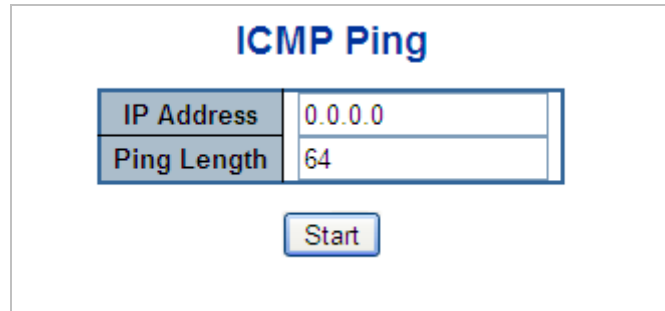 ICMP Ping
IP Address 0.0.0.0
Ping Length 64
Start